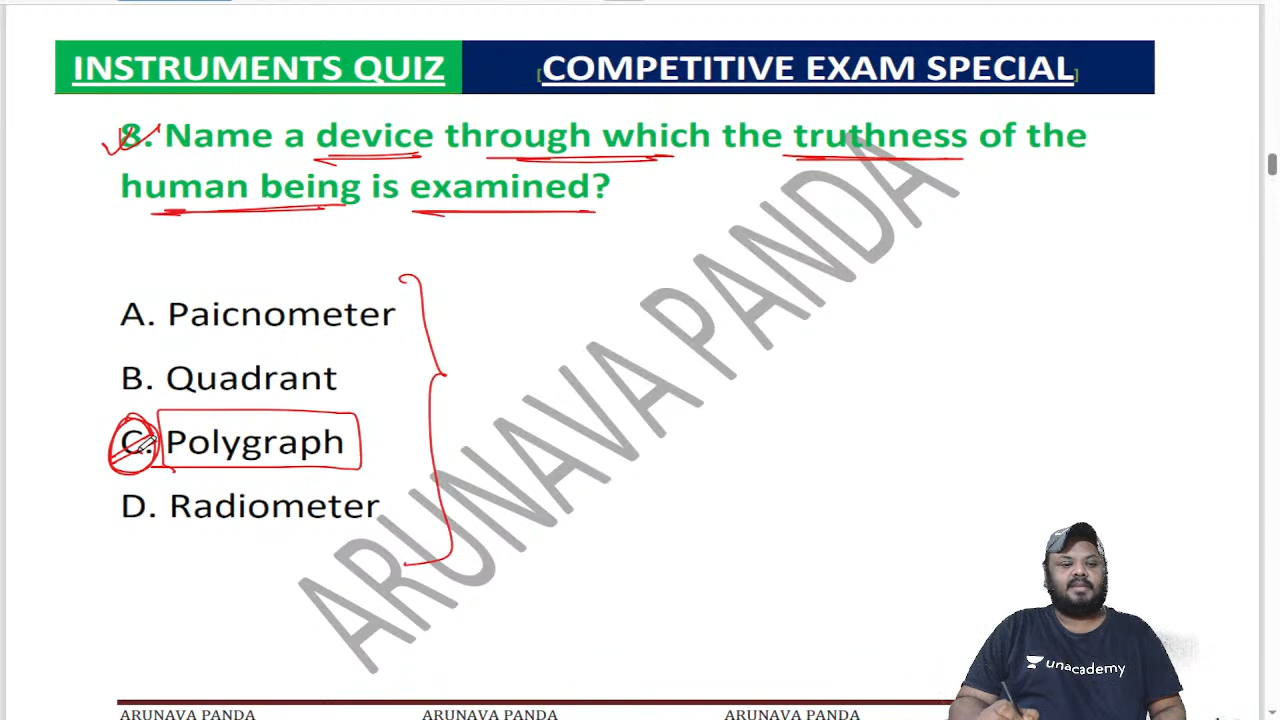 INSTRUMENTS QUIZ
[COMPETITIVE EXAM SPECIAL]
8. Name a device through which the truthness of the
human being is examined?
A. Paicnometer
B. Quadrant
C. Polygraph
D. Radiometer
ARUNAVA PANDA
unacademy
ARUNAVA PANDA
ARUNAVA PANDA
ARUNAVA PANDA